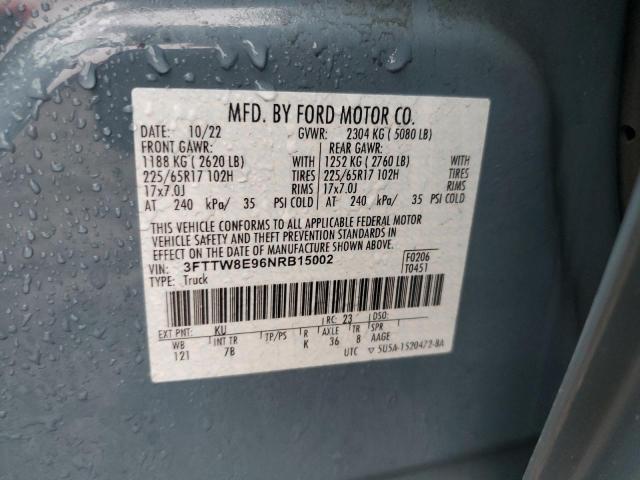 MFD. BY FORD MOTOR CO.
DATE: 10/22 GVWR: 2304 KG ( 5080 LB)
FRONT GAWR: REAR GAWR:
1188 KG ( 2620 LB) 1252 KG ( 2760 LB)
225/65R17 102H TIRES 225/65R17 102H TIRES
17x7.0J RIMS 17x7.0J RIMS
AT 240 kPa/ 35 PSI COLD AT 240 kPa/ 35 PSI COLD
THIS VEHICLE CONFORMS TO ALL APPLICABLE FEDERAL MOTOR
VEHICLE SAFETY AND THEFT PREVENTION STANDARDS IN
EFFECT ON THE DATE OF MANUFACTURE SHOWN ABOVE.
VIN: 3FTTW8E96NRB15002 F0206
TYPE: Truck T0451
EXT PNT: KU RC: 23 DSO:
WB INT TR TP/PS R AXLE TR SPR
121 7B K 36 8 AAGE
UTC ▽ 5U5A-1520472-8A